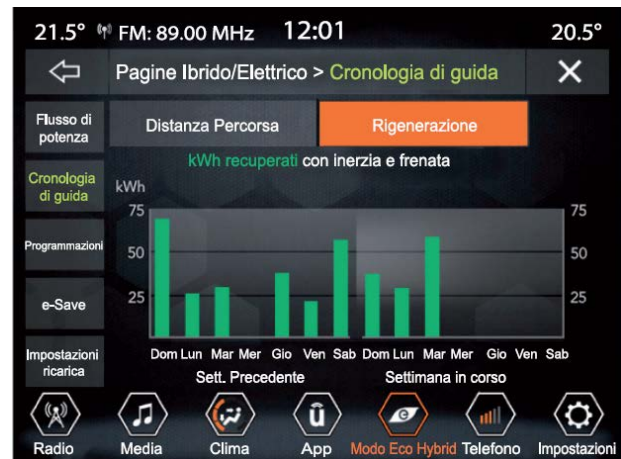 21.5° FM: 89.00 MHz 12:01 20.5°
Pagine Ibrido/Elettrico > Cronologia di guida X
Flusso di
potenza
Cronologia
di guida
Programmazioni
e-Save
Impostazioni
ricarica
Distanza Percorsa Rigenerazione
kWh recuperati con inerzia e frenata
kWh
75 75
50 50
25 25
Dom Lun Mar Mer Gio Ven Sab Dom Lun Mar Mer Gio Ven Sab
Sett. Precedente Settimana in corso
Radio Media Clima App Modo Eco Hybrid Telefono Impostazioni